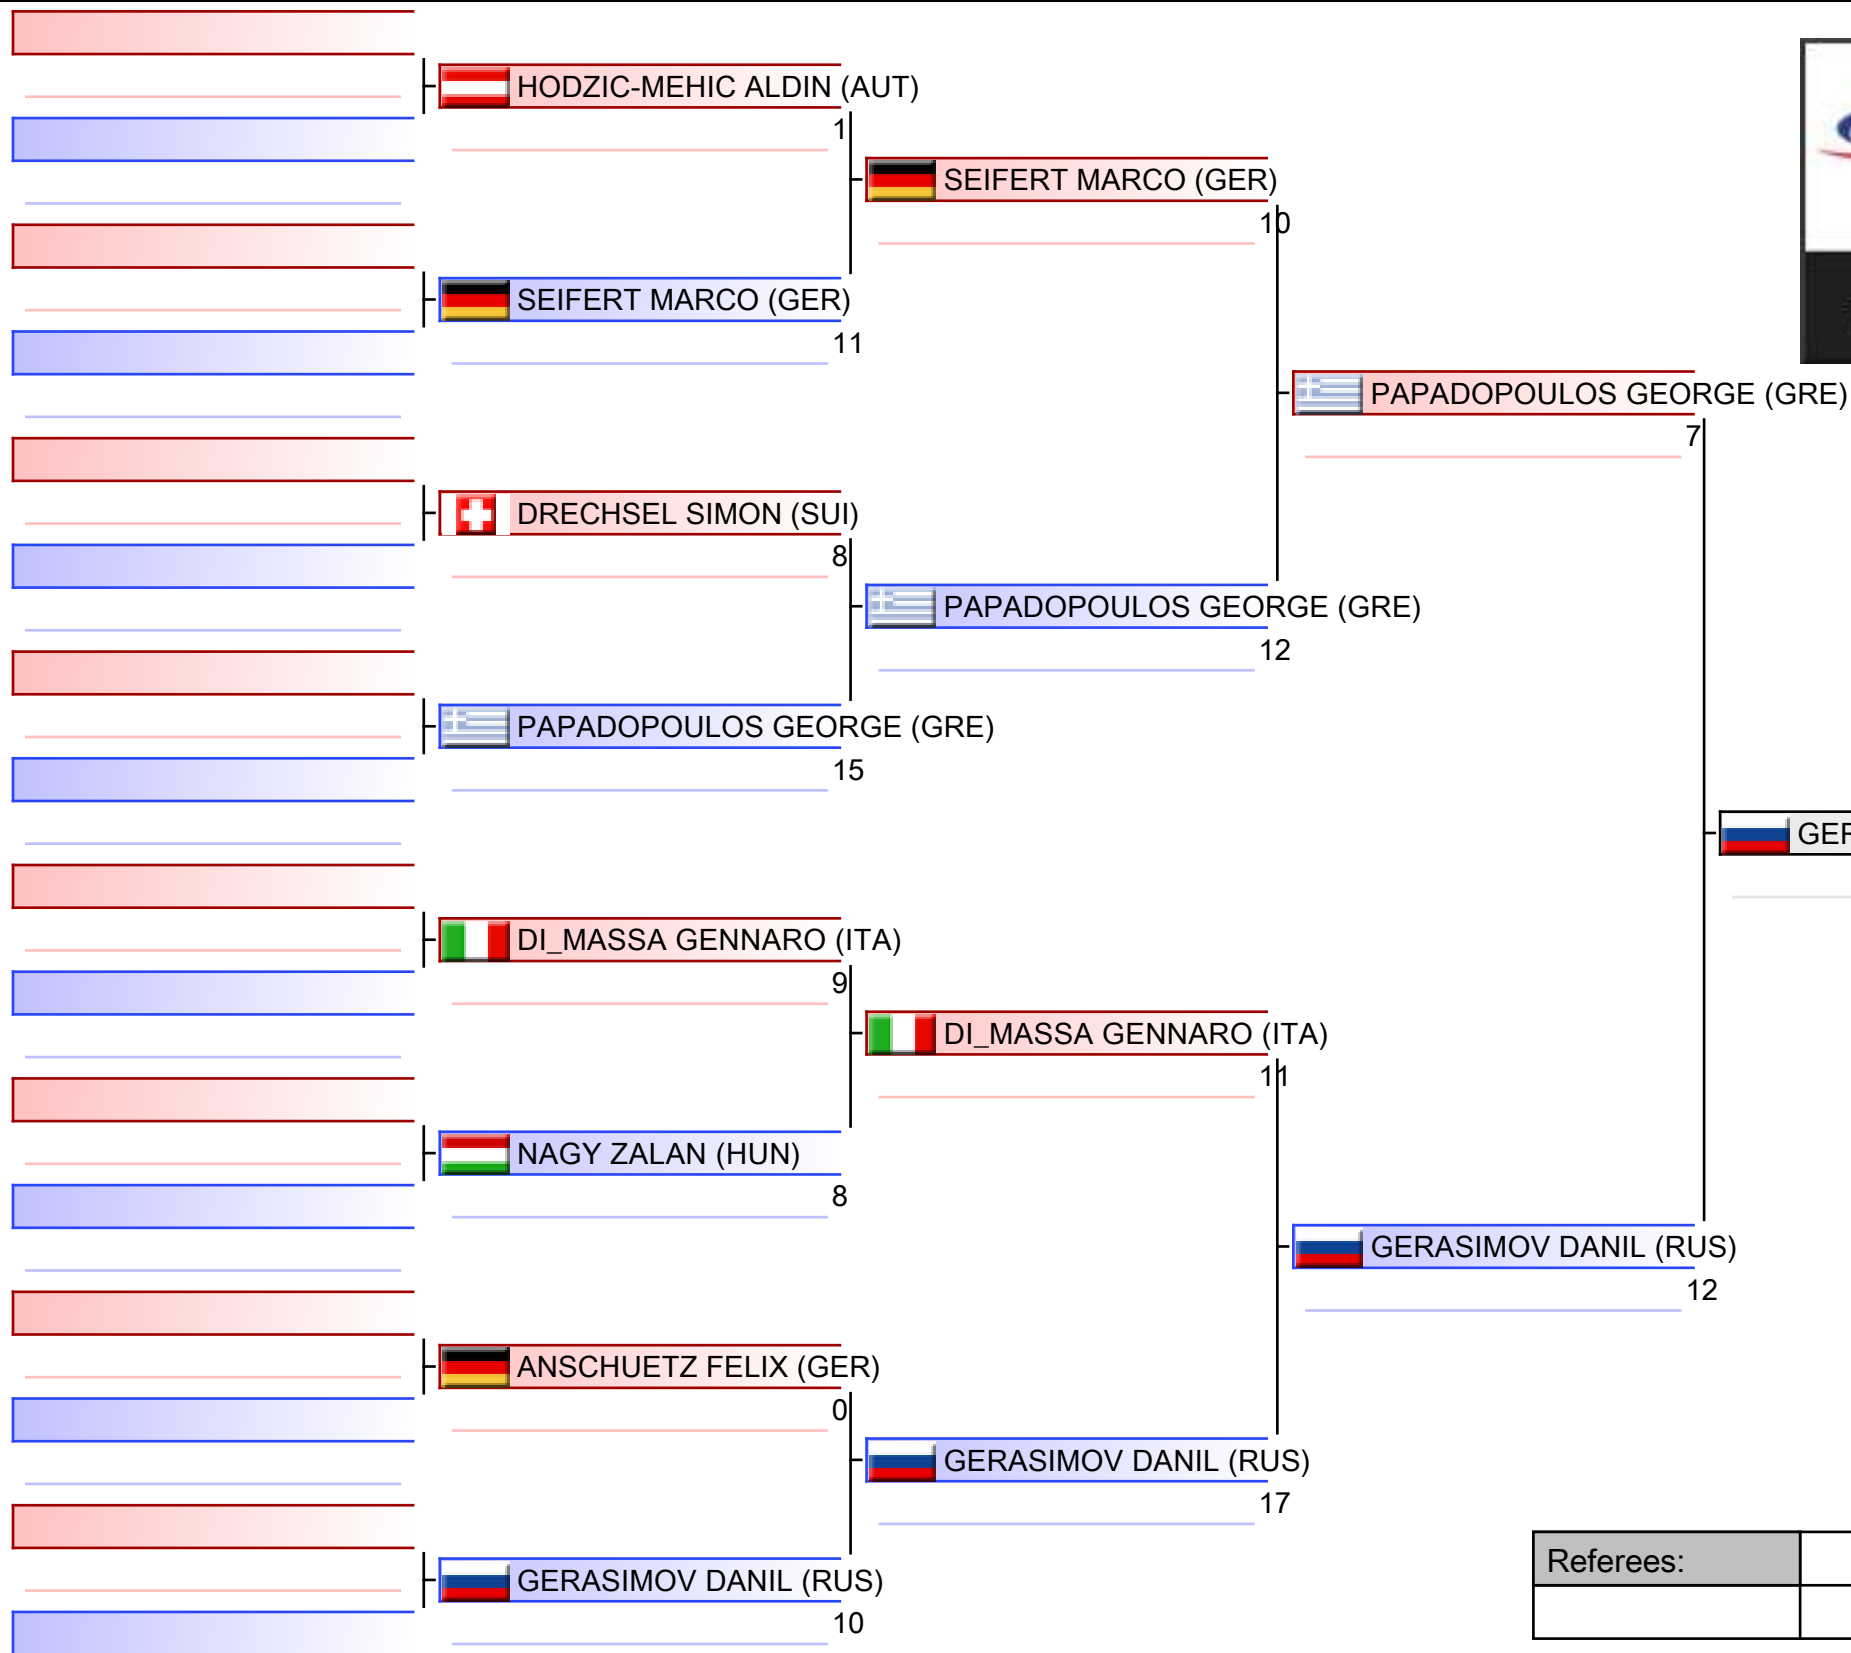 HODZIC-MEHIC ALDIN (AUT)
1
SEIFERT MARCO (GER)
10
SEIFERT MARCO (GER)
11
PAPADOPOULOS GEORGE (GRE)
7
DRECHSEL SIMON (SUI)
8
PAPADOPOULOS GEORGE (GRE)
12
PAPADOPOULOS GEORGE (GRE)
15
DI_MASSA GENNARO (ITA)
9
DI_MASSA GENNARO (ITA)
11
NAGY ZALAN (HUN)
8
GERASIMOV DANIL (RUS)
12
ANSCHUETZ FELIX (GER)
0
GERASIMOV DANIL (RUS)
17
GERASIMOV DANIL (RUS)
10
Referees: